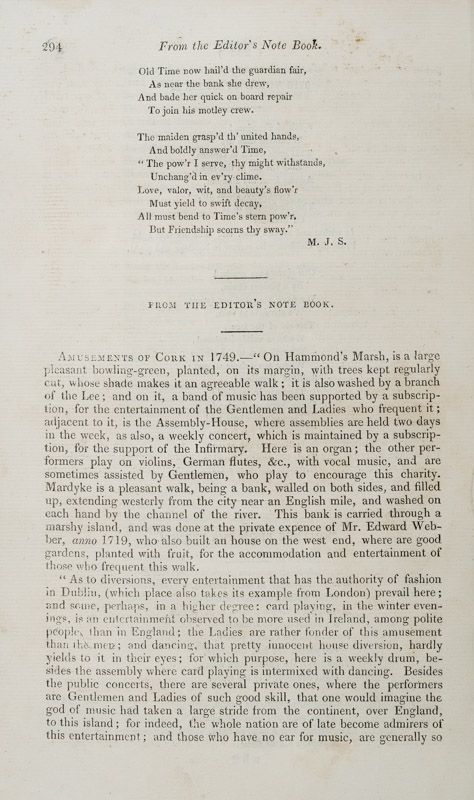 294 From the Editor's Note Book.
Old Time now hail'd the guardian fair,
As near the bank she drew,
And bade her quick on board repair
To join his motley crew.
The maiden grasp'd th' united hands,
And boldly answer'd Time,
"The pow'r I serve, thy might withstands,
Unchang'd in ev'ry clime.
Love, valor, wit, and beauty's flow'r
Must yield to swift decay,
All must bend to Time's stern pow'r,
But Friendship scorns thy sway."
M. J. S.
FROM THE EDITOR'S NOTE BOOK.
AMUSEMENTS OF CORK IN 1749.—"On Hammond's Marsh, is a large
pleasant bowling-green, planted, on its margin, with trees kept regularly
cut, whose shade makes it an agreeable walk; it is also washed by a branch
of the Lee; and on it, a band of music has been supported by a subscrip-
tion, for the entertainment of the Gentlemen and Ladies who frequent it;
adjacent to it, is the Assembly-House, where assemblies are held two days
in the week, as also, a weekly concert, which is maintained by a subscrip-
tion, for the support of the Infirmary. Here is an organ; the other per-
formers play on violins, German flutes, &c., with vocal music, and are
sometimes assisted by Gentlemen, who play to encourage this charity.
Mardyke is a pleasant walk, being a bank, walled on both sides, and filled
up, extending westerly from the city near an English mile, and washed on
each hand by the channel of the river. This bank is carried through a
marshy island, and was done at the private expence of Mr. Edward Web-
ber, anno 1719, who also built an house on the west end, where are good
gardens, planted with fruit, for the accommodation and entertainment of
those who frequent this walk.
"As to diversions, every entertainment that has the authority of fashion
in Dublin, (which place also takes its example from London) prevail here;
and some, perhaps, in a higher degree: card playing, in the winter even-
ings, is an entertainment observed to be more used in Ireland, among polite
people, than in England; the Ladies are rather fonder of this amusement
than the men; and dancing, that pretty innocent house diversion, hardly
yields to it in their eyes; for which purpose, here is a weekly drum, be-
sides the assembly where card playing is intermixed with dancing. Besides
the public concerts, there are several private ones, where the performers
are Gentlemen and Ladies of such good skill, that one would imagine the
god of music had taken a large stride from the continent, over England,
to this island; for indeed, the whole nation are of late become admirers of
this entertainment; and those who have no ear for music, are generally so